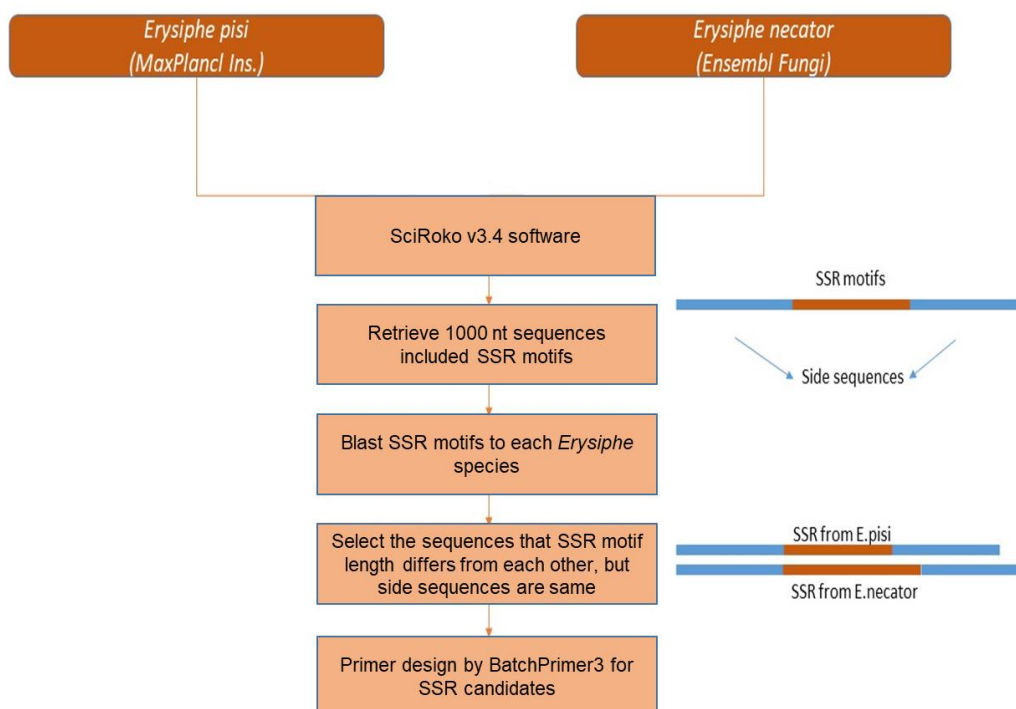 Erysiphe pisi
(MaxPlancl Ins.)
Erysiphe necator
(Ensembl Fungi)
SciRoko v3.4 software
SSR motifs
Retrieve 1000 nt sequences
included SSR motifs
Side sequences
Blast SSR motifs to each Erysiphe
species
Select the sequences that SSR motif
length differs from each other, but
side sequences are same
SSR from E.pisi
SSR from E.necator
Primer design by BatchPrimer3 for
SSR candidates